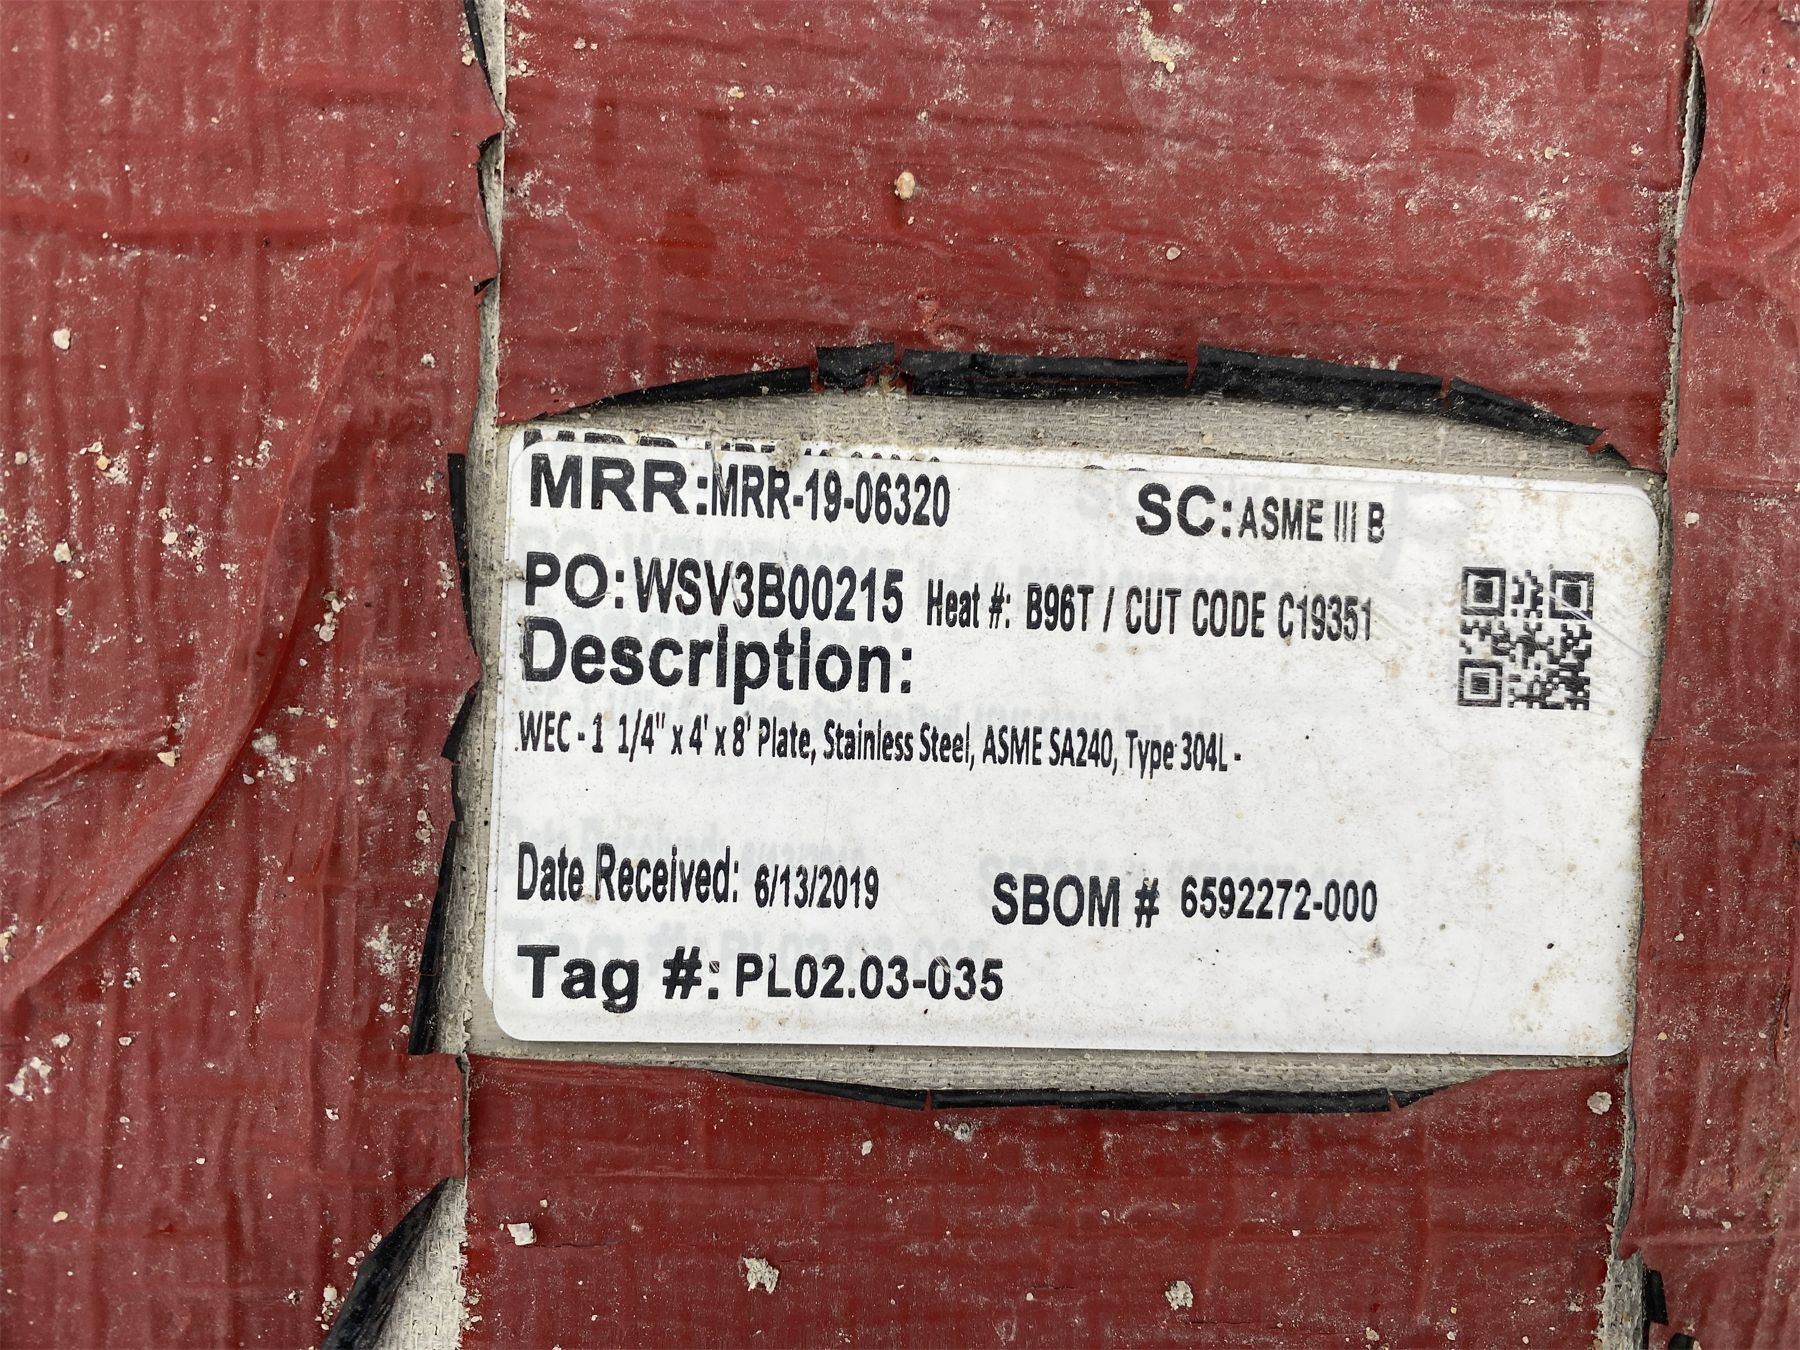 MRR:MRR-19-06320 SC: ASME III B
PO: WSV3B00215 Heat #: B96T / CUT CODE C19351
Description:
WEC - 1 1/4" x 4' x 8' Plate, Stainless Steel, ASME SA240, Type 304L -
Date Received: 6/13/2019 SBOM # 6592272-000
Tag #: PL02.03-035